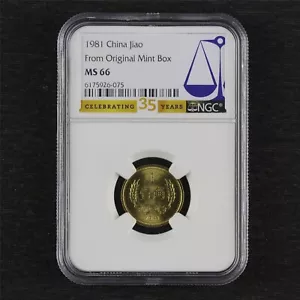 1981 China Jiao
From Original Mint Box
MS 66
6175926-075
CELEBRATING 35 YEARS
NGC